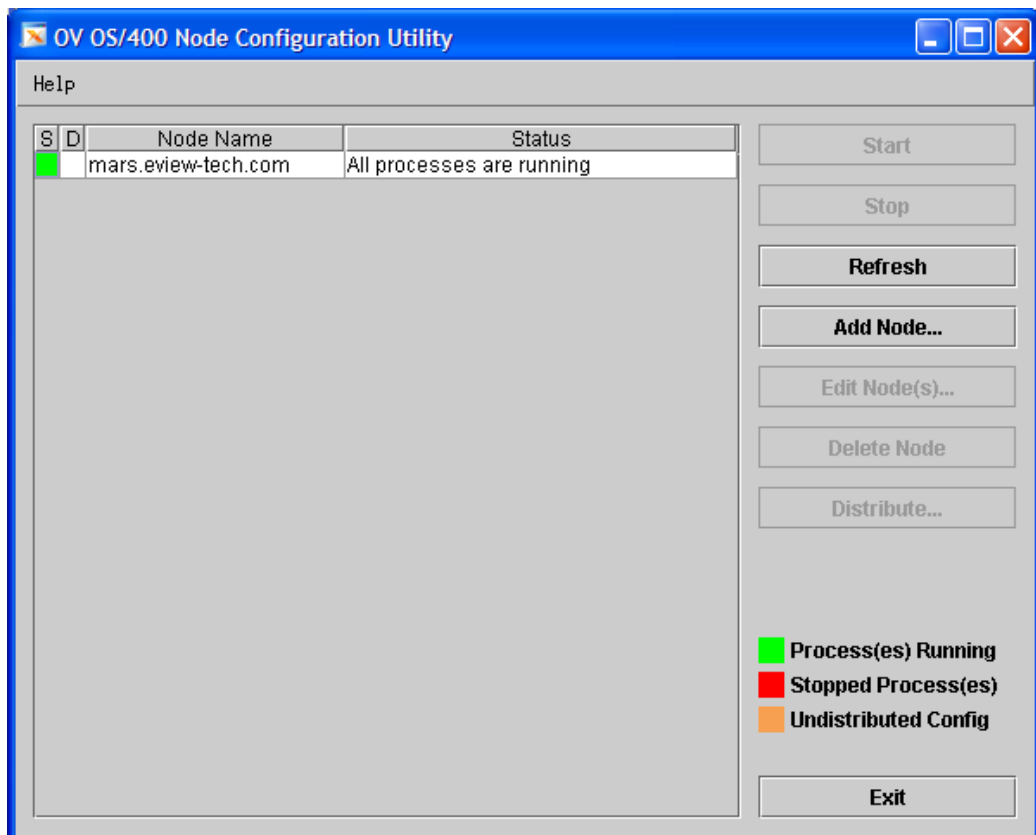 OV OS/400 Node Configuration Utility
Help
S D Node Name Status
mars.eview-tech.com All processes are running
Start
Stop
Refresh
Add Node...
Edit Node(s)...
Delete Node
Distribute...
Process(es) Running
Stopped Process(es)
Undistributed Config
Exit